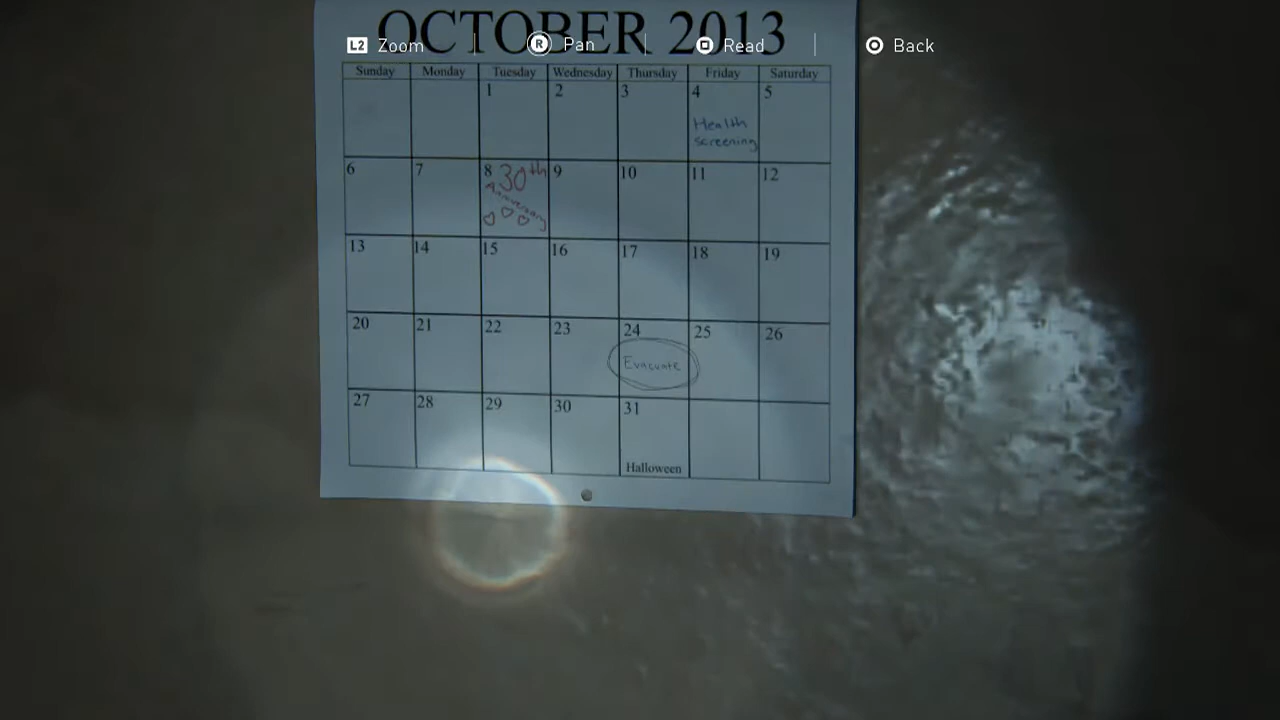 OCTOBER 2013
L2 Zoom R Pan Read Back
Sunday Monday Tuesday Wednesday Thursday Friday Saturday
1 2 3 4 5
Health
screening
6 7 8 9 10 11 12
30th
Anniversary
13 14 15 16 17 18 19
20 21 22 23 24 25 26
Evacuate
27 28 29 30 31
Halloween